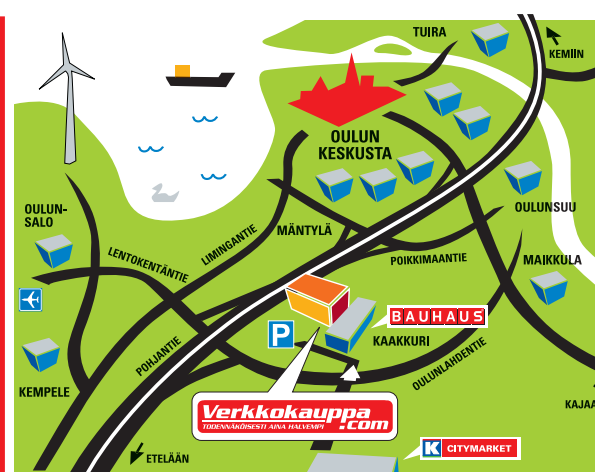 TUIRA
KEMIIN
OULUN
KESKUSTA
OULUN-
SALO
OULUNSUU
LENTOKENTÄNTIE
LIMINGANTIE
MÄNTYLÄ
POIKKIMAANTIE
MAIKKULA
BAUHAUS
P
KAAKKURI
POHJANTIE
OULUNLAHDENTIE
KEMPELE
KAJAA
Verkkokauppa
.com
TODENNÄKÖISESTI AINA HALVEMPI
K CITYMARKET
ETELÄÄN